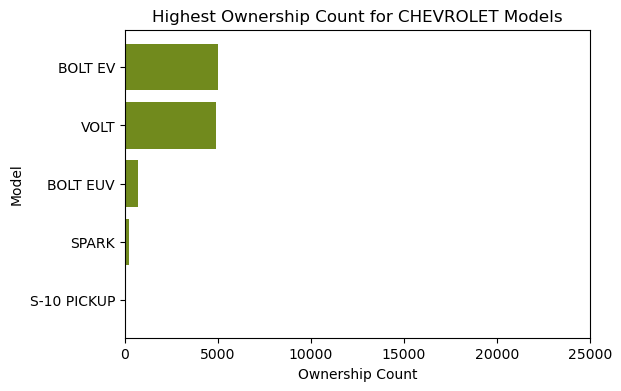 Highest Ownership Count for CHEVROLET Models
BOLT EV
VOLT
BOLT EUV
SPARK
S-10 PICKUP
Model
0 5000 10000 15000 20000 25000
Ownership Count